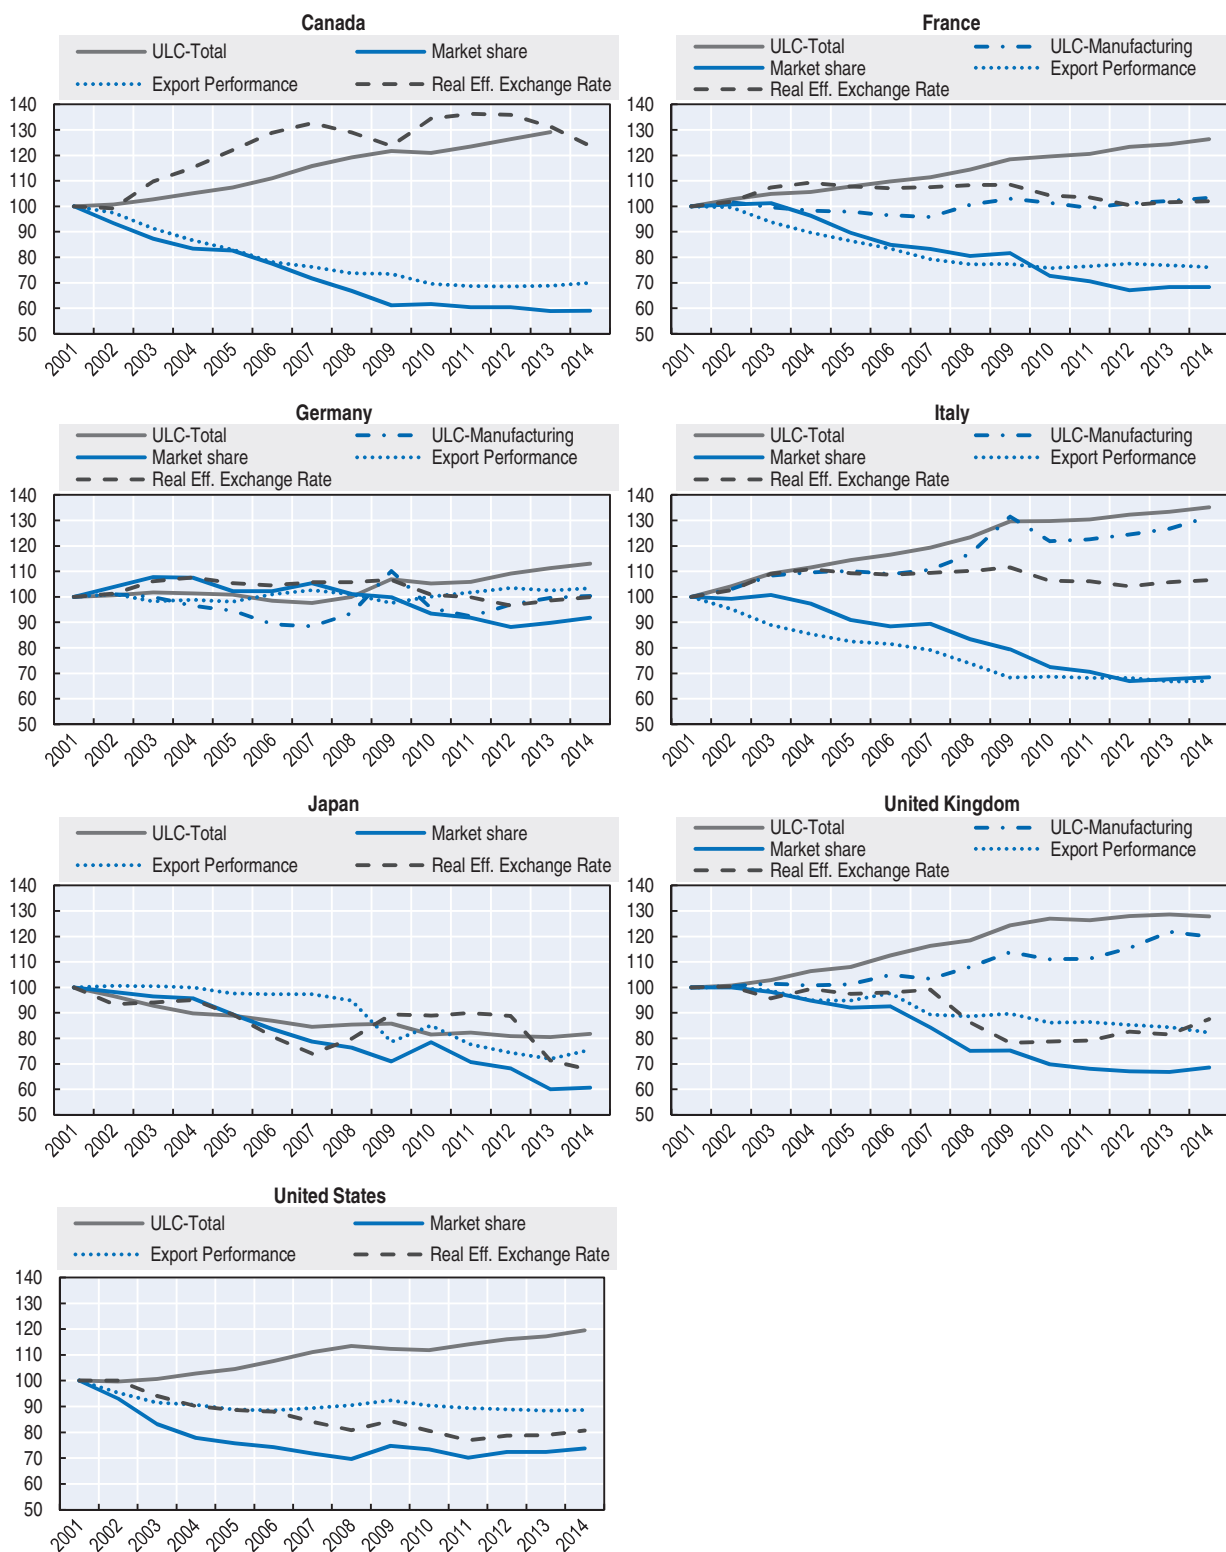 Canada
ULC-Total
Market share
Export Performance
Real Eff. Exchange Rate
140
130
120
110
100
90
80
70
60
50
2001 2002 2003 2004 2005 2006 2007 2008 2009 2010 2011 2012 2013 2014
France
ULC-Total
ULC-Manufacturing
Market share
Export Performance
Real Eff. Exchange Rate
140
130
120
110
100
90
80
70
60
50
2001 2002 2003 2004 2005 2006 2007 2008 2009 2010 2011 2012 2013 2014
Germany
ULC-Total
ULC-Manufacturing
Market share
Export Performance
Real Eff. Exchange Rate
140
130
120
110
100
90
80
70
60
50
2001 2002 2003 2004 2005 2006 2007 2008 2009 2010 2011 2012 2013 2014
Italy
ULC-Total
ULC-Manufacturing
Market share
Export Performance
Real Eff. Exchange Rate
140
130
120
110
100
90
80
70
60
50
2001 2002 2003 2004 2005 2006 2007 2008 2009 2010 2011 2012 2013 2014
Japan
ULC-Total
Market share
Export Performance
Real Eff. Exchange Rate
140
130
120
110
100
90
80
70
60
50
2001 2002 2003 2004 2005 2006 2007 2008 2009 2010 2011 2012 2013 2014
United Kingdom
ULC-Total
ULC-Manufacturing
Market share
Export Performance
Real Eff. Exchange Rate
140
130
120
110
100
90
80
70
60
50
2001 2002 2003 2004 2005 2006 2007 2008 2009 2010 2011 2012 2013 2014
United States
ULC-Total
Market share
Export Performance
Real Eff. Exchange Rate
140
130
120
110
100
90
80
70
60
50
2001 2002 2003 2004 2005 2006 2007 2008 2009 2010 2011 2012 2013 2014